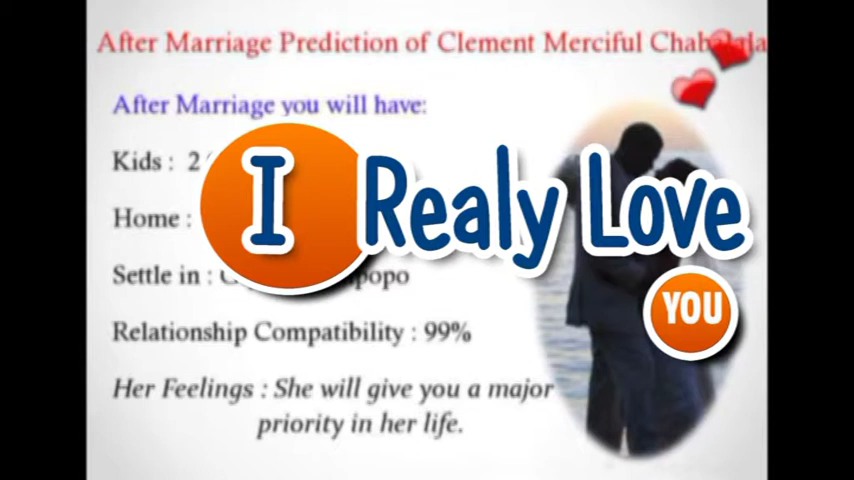 After Marriage Prediction of Clement Merciful
After Marriage you will have:
Kids : 2
Home :
I Realy Love
YOU
Settle in :
Relationship Compatibility : 99%
Her Feelings : She will give you a major
priority in her life.